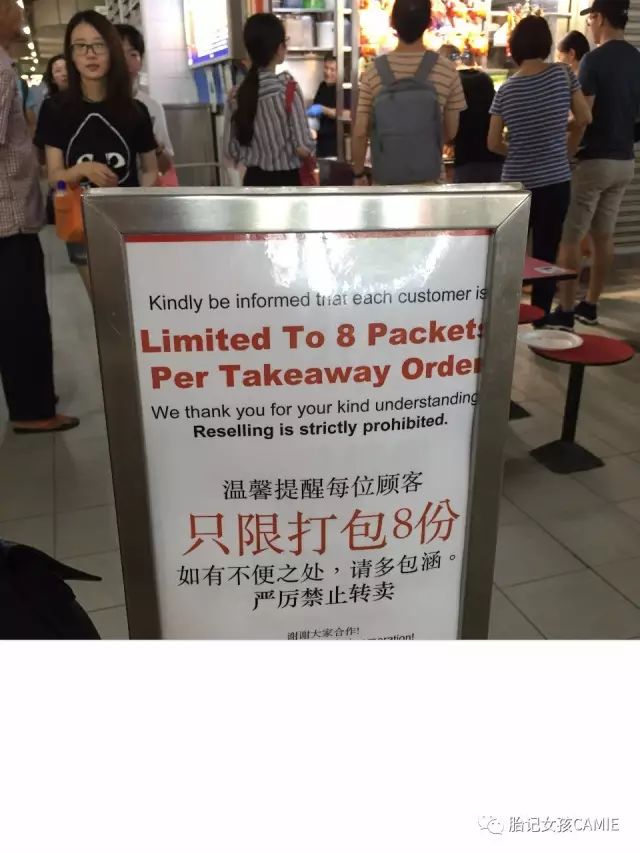 Kindly be informed that each customer is
Limited To 8 Packets
Per Takeaway Order
We thank you for your kind understanding
Reselling is strictly prohibited.
温馨提醒每位顾客
只限打包8份
如有不便之处，请多包涵。
严厉禁止转卖
谢谢大家合作!
胎记女孩CAMIE